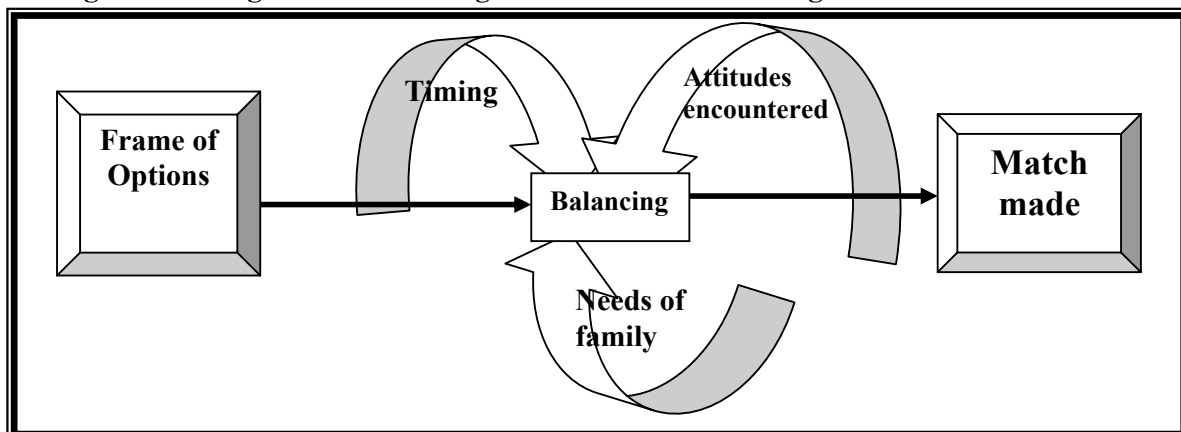 Frame of
Options
Timing
Attitudes
encountered
Balancing
Needs of
family
Match
made